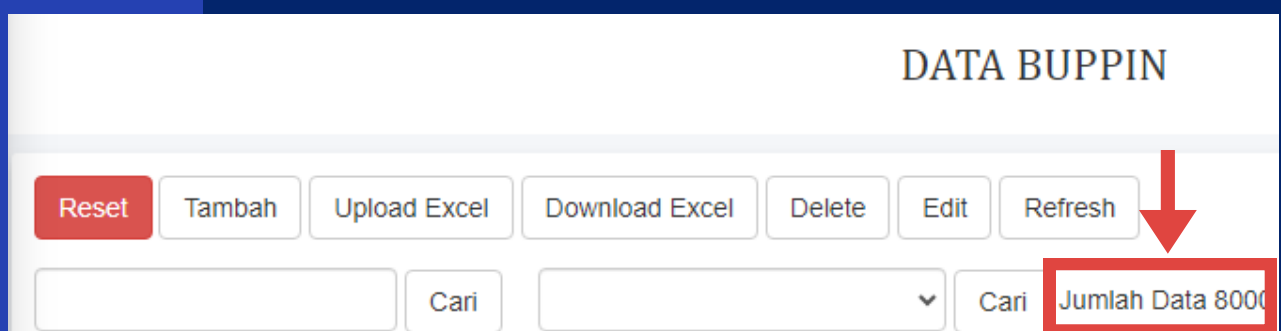 DATA BUPPIN
Reset Tambah Upload Excel Download Excel Delete Edit Refresh
Cari Cari Jumlah Data 8000